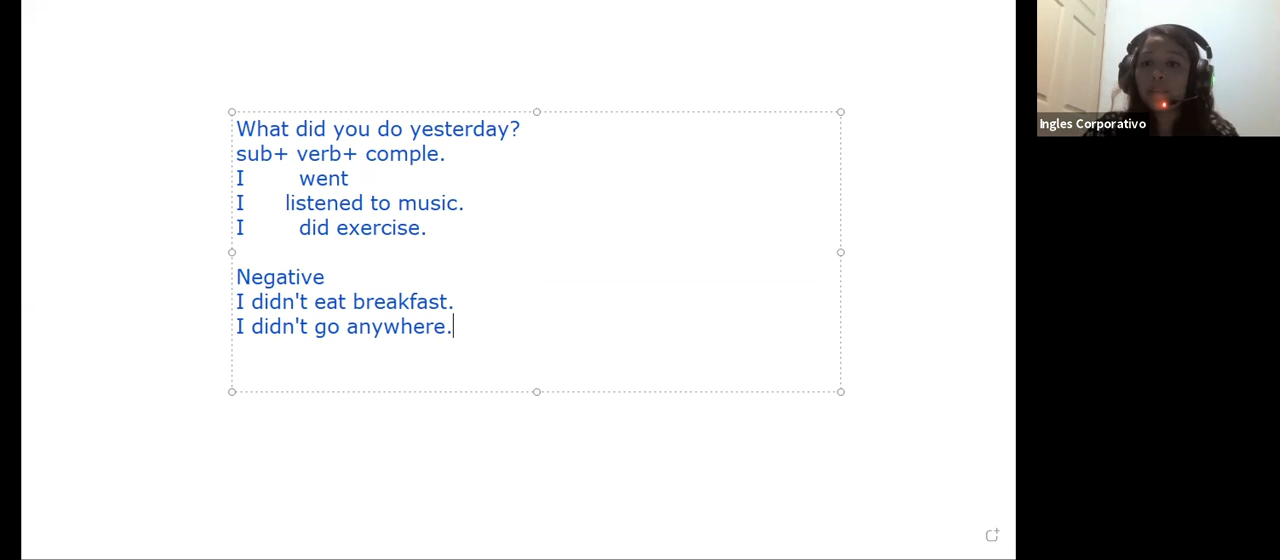 What did you do yesterday?
sub+ verb+ comple.
I went
I listened to music.
I did exercise.
Negative
I didn't eat breakfast.
I didn't go anywhere.
Ingles Corporativo